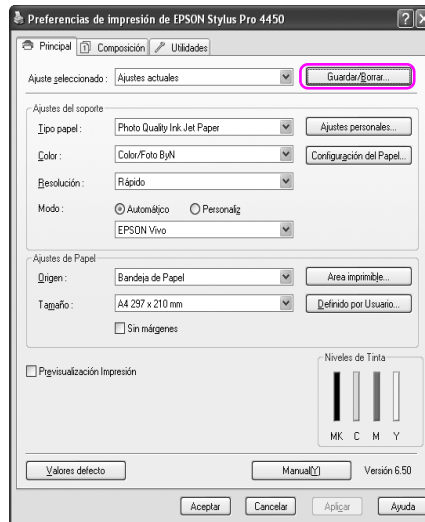 Preferencias de impresión de EPSON Stylus Pro 4450
Principal Composición Utilidades
Ajuste seleccionado : Ajustes actuales Guardar/Borrar...
Ajustes del soporte
Tipo papel : Photo Quality Ink Jet Paper Ajustes personales...
Color : Color/Foto ByN Configuración del Papel...
Resolución : Rápido
Modo : Automático Personaliz
EPSON Vivo
Ajustes de Papel
Origen : Bandeja de Papel Area imprimible...
Tamaño : A4 297 x 210 mm Definido por Usuario...
Sin márgenes
Previsualización Impresión
Niveles de Tinta
MK C M Y
Valores defecto Manual(Y) Versión 6.50
Aceptar Cancelar Aplicar Ayuda